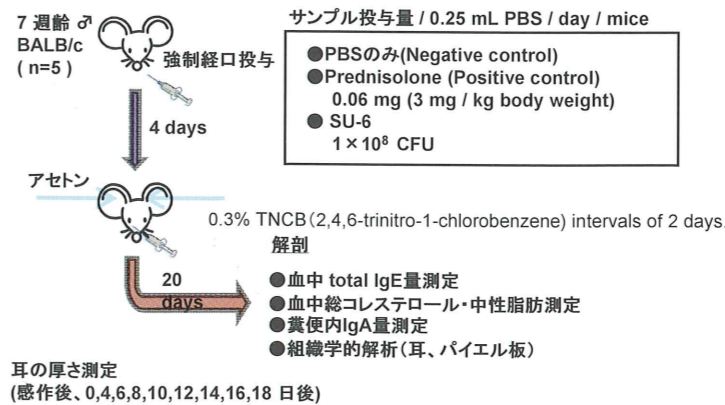 7 週齢 ♂
BALB/c
( n=5 )
強制経口投与
サンプル投与量 / 0.25 mL PBS / day / mice
●PBSのみ(Negative control)
●Prednisolone (Positive control)
0.06 mg (3 mg / kg body weight)
● SU-6
1×10⁸ CFU
4 days
アセトン
0.3% TNCB(2,4,6-trinitro-1-chlorobenzene) intervals of 2 days.
解剖
20
days
●血中 total IgE量測定
●血中総コレステロール・中性脂肪測定
●糞便内IgA量測定
●組織学的解析(耳、パイエル板)
耳の厚さ測定
(感作後、0,4,6,8,10,12,14,16,18 日後)